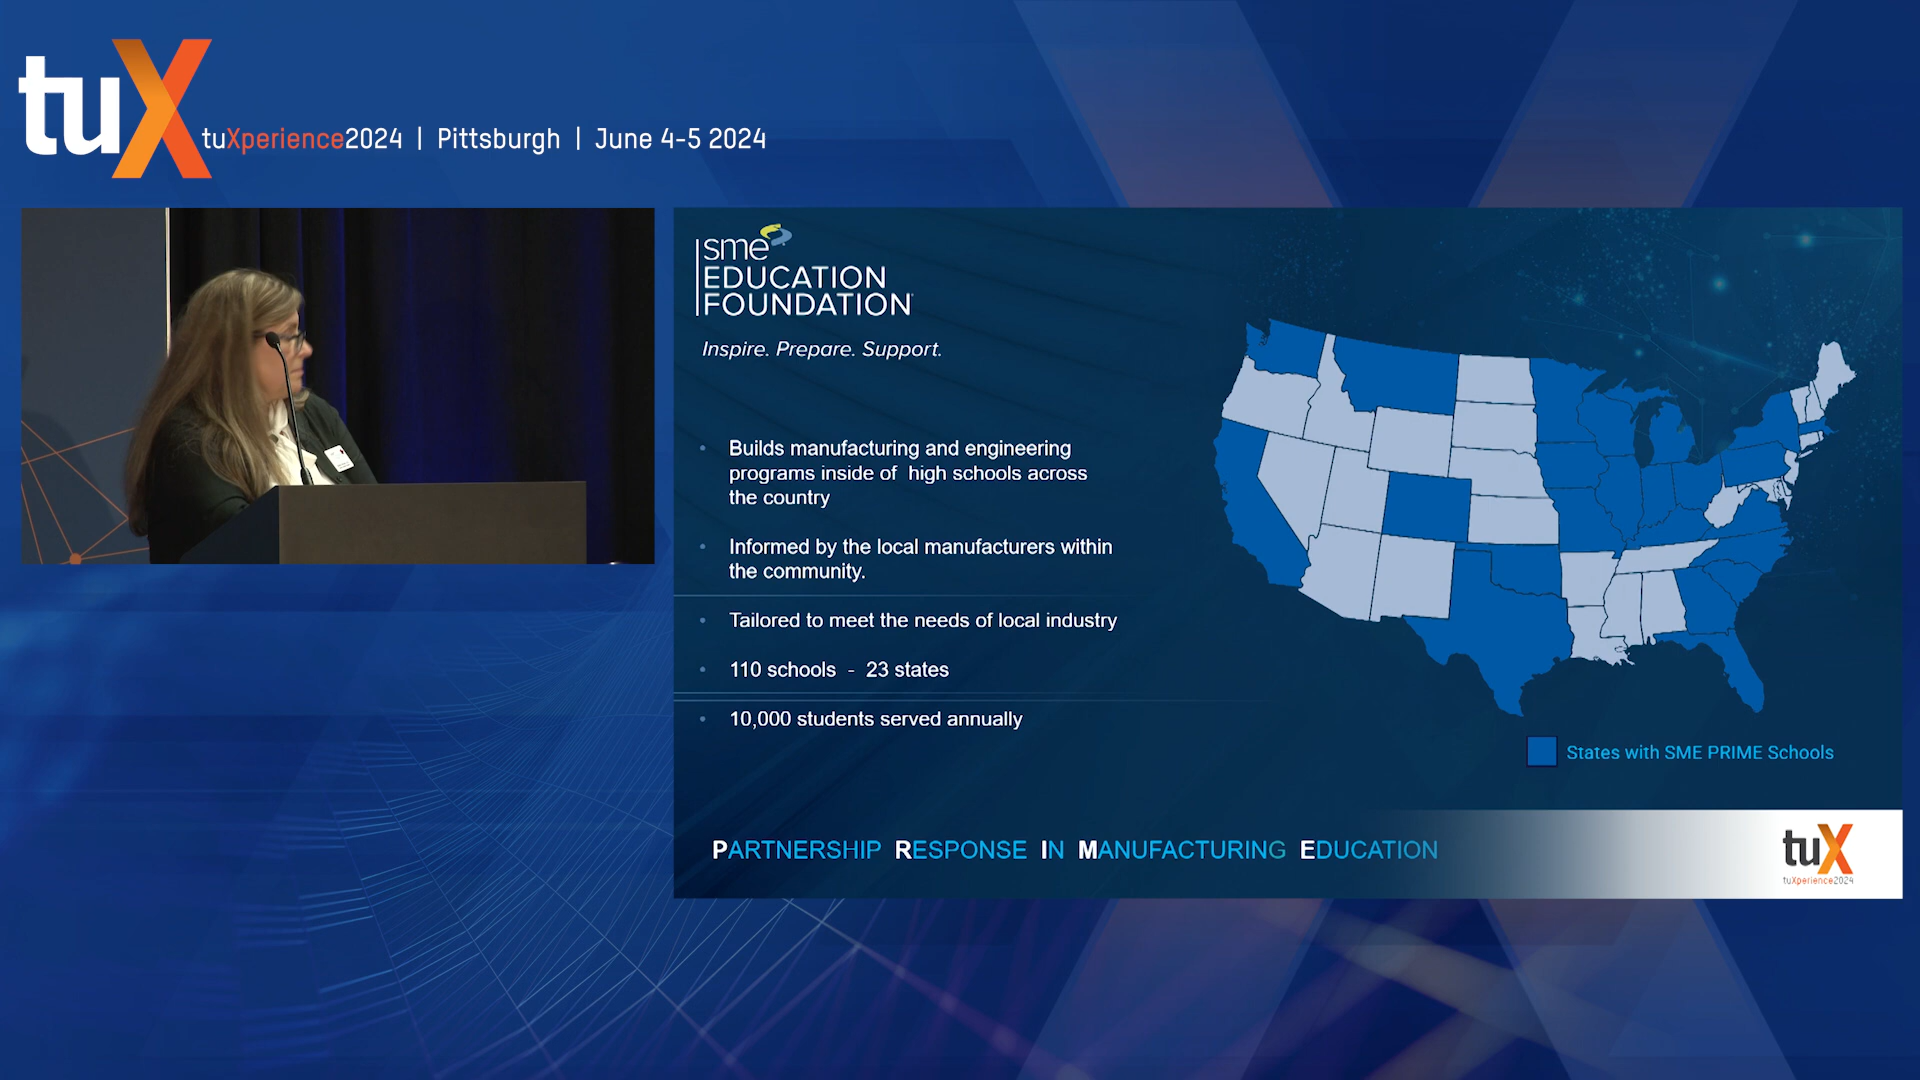 tuX
tuXperience2024 | Pittsburgh | June 4-5 2024
sme
EDUCATION
FOUNDATION
Inspire. Prepare. Support.
• Builds manufacturing and engineering
programs inside of high schools across
the country
• Informed by the local manufacturers within
the community.
• Tailored to meet the needs of local industry
• 110 schools - 23 states
• 10,000 students served annually
States with SME PRIME Schools
PARTNERSHIP RESPONSE IN MANUFACTURING EDUCATION
tuX
tuXperience2024